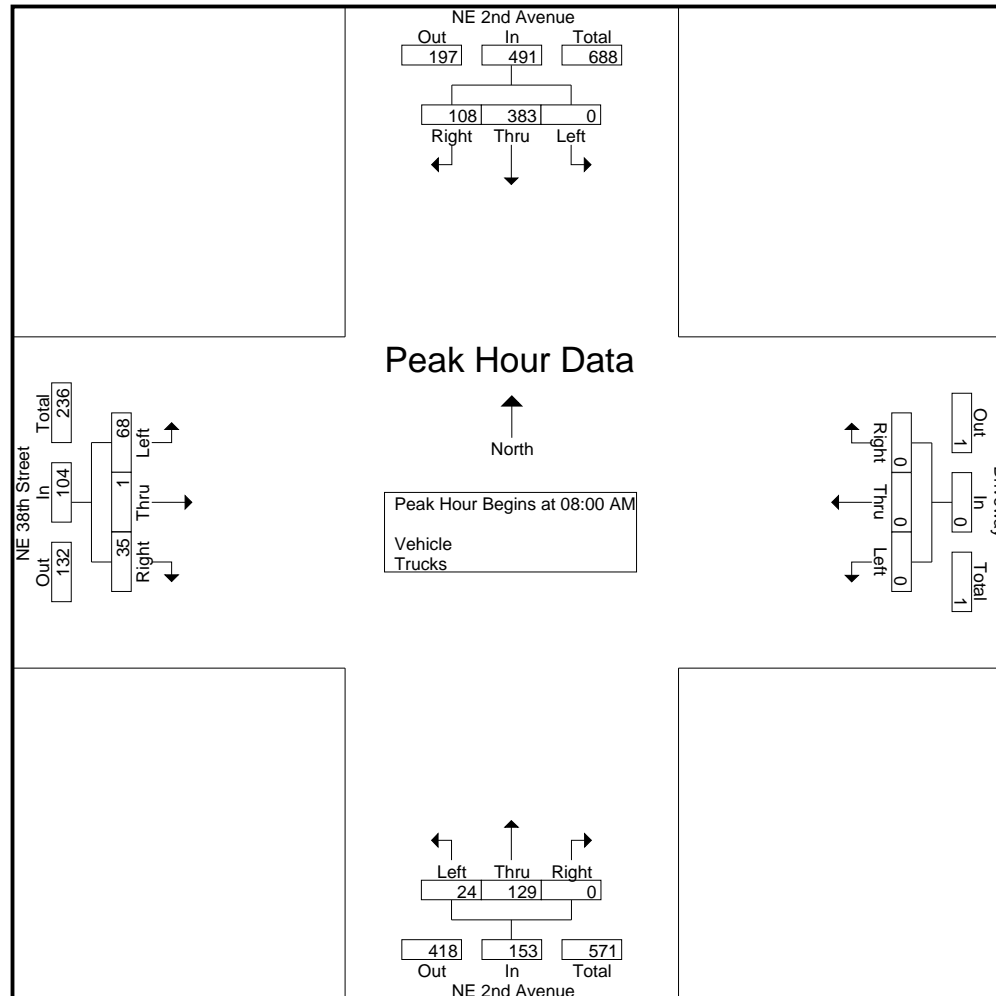 NE 2nd Avenue
Out In Total
197 491 688
108 383 0
Right Thru Left
Peak Hour Data
North
Peak Hour Begins at 08:00 AM
Vehicle
Trucks
NE 38th Street
Out In Total
132 104 236
Right Thru Left
35 1 68
Out In Total
1 0 1
Right Thru Left
0 0 0
Left Thru Right
24 129 0
418 153 571
Out In Total
NE 2nd Avenue